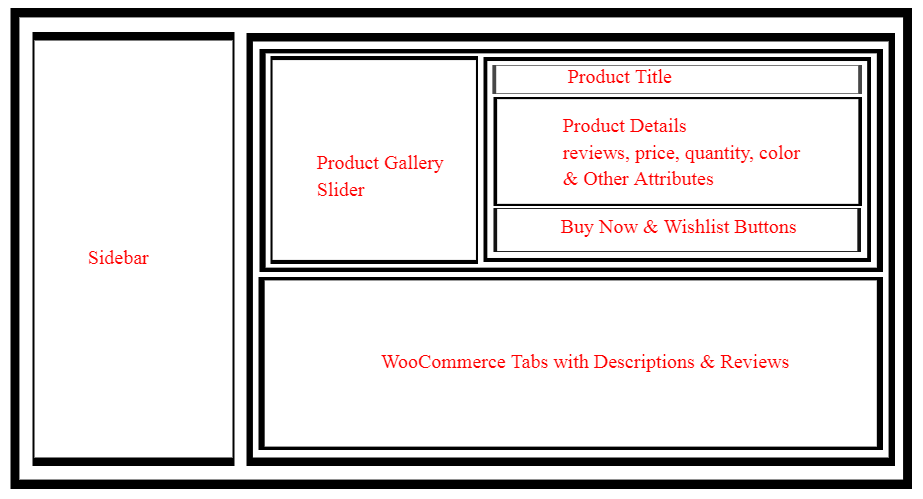 Sidebar
Product Gallery
Slider
Product Title
Product Details
reviews, price, quantity, color
& Other Attributes
Buy Now & Wishlist Buttons
WooCommerce Tabs with Descriptions & Reviews